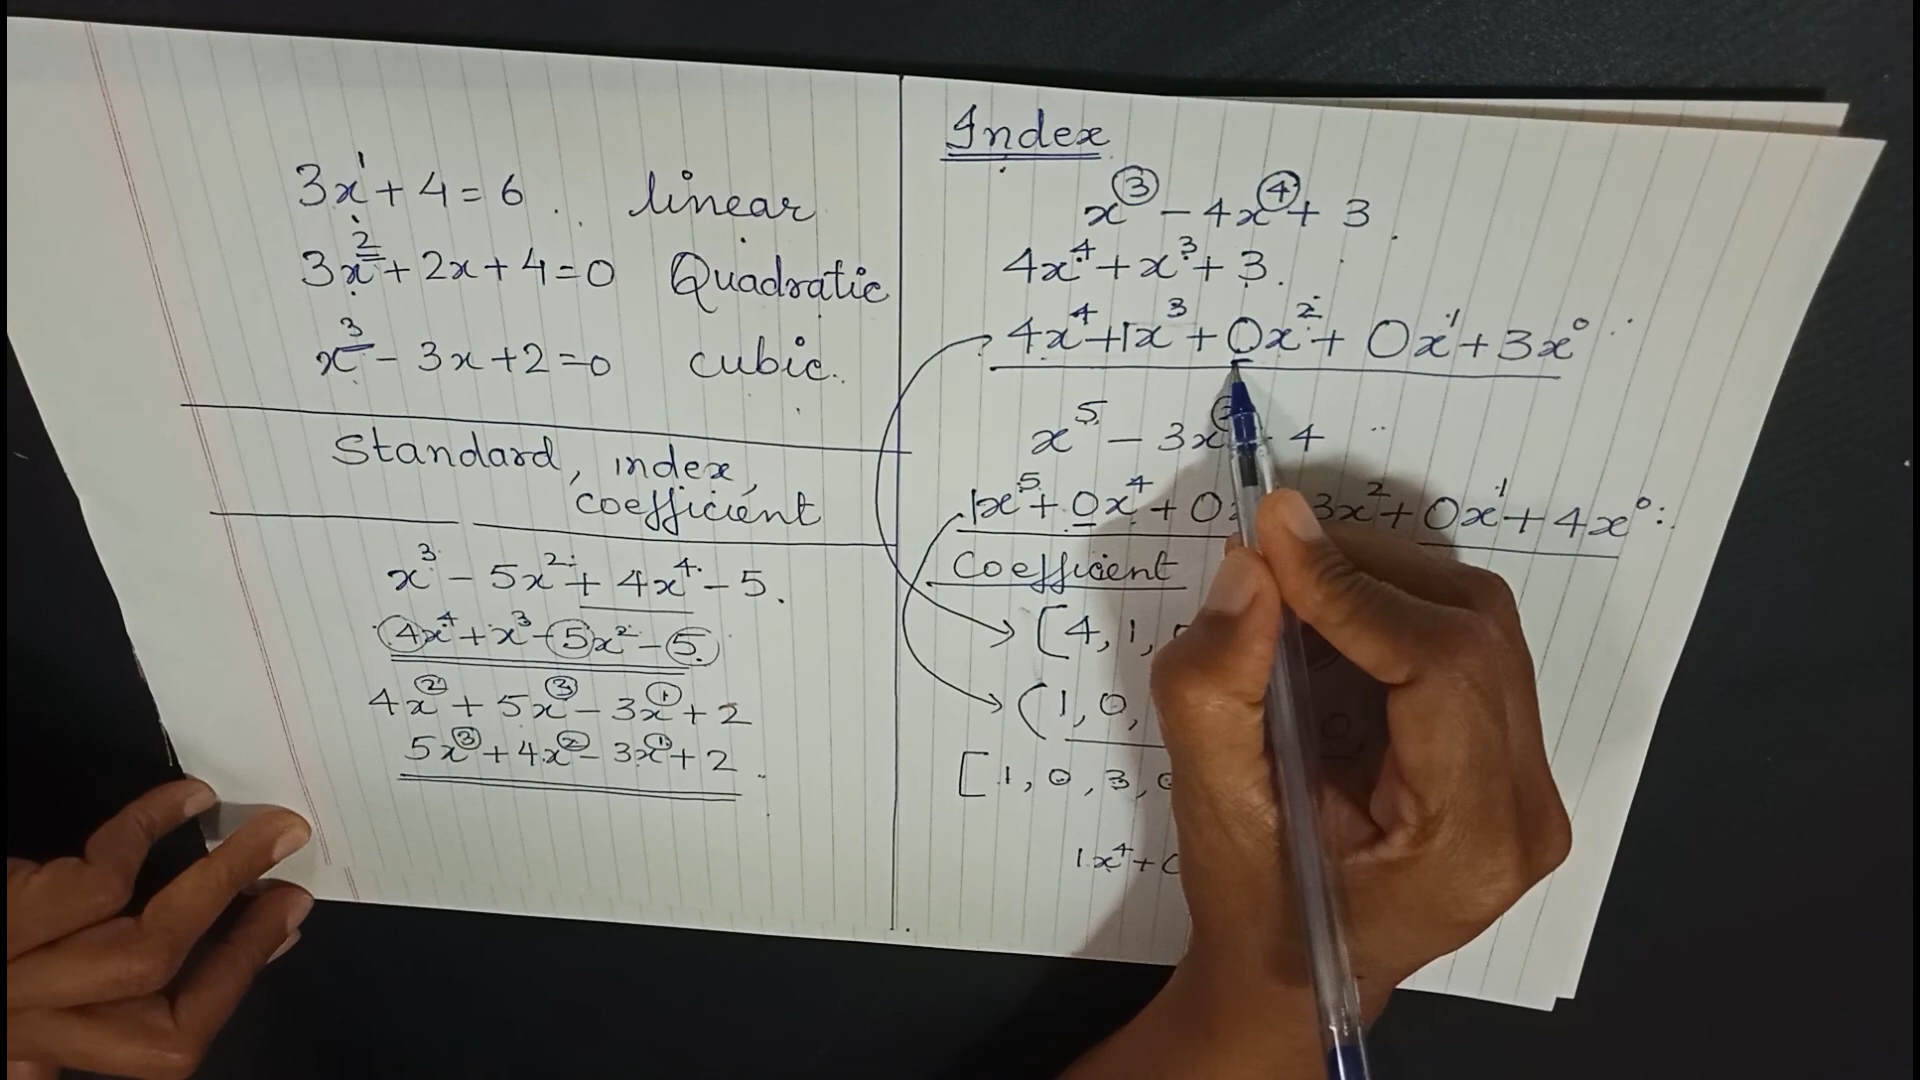 3x¹ + 4 = 6 linear
3x² + 2x + 4 = 0 Quadratic
x³ - 3x + 2 = 0 cubic.
Standard, index,
coefficient
x³ - 5x² + 4x⁴ - 5.
4x⁴ + x³ - 5x² - 5.
4x² + 5x³ - 3x¹ + 2
5x³ + 4x² - 3x¹ + 2
Index
x³ - 4x⁴ + 3
4x⁴ + x³ + 3.
4x⁴ + 1x³ + 0x² + 0x¹ + 3x⁰
x⁵ - 3x 4
1x⁵ + 0x⁴ + 0 3x² + 0x¹ + 4x⁰
Coefficient
[4, 1,
(1, 0, 0,
[1, 0, 3,
1x⁴ +